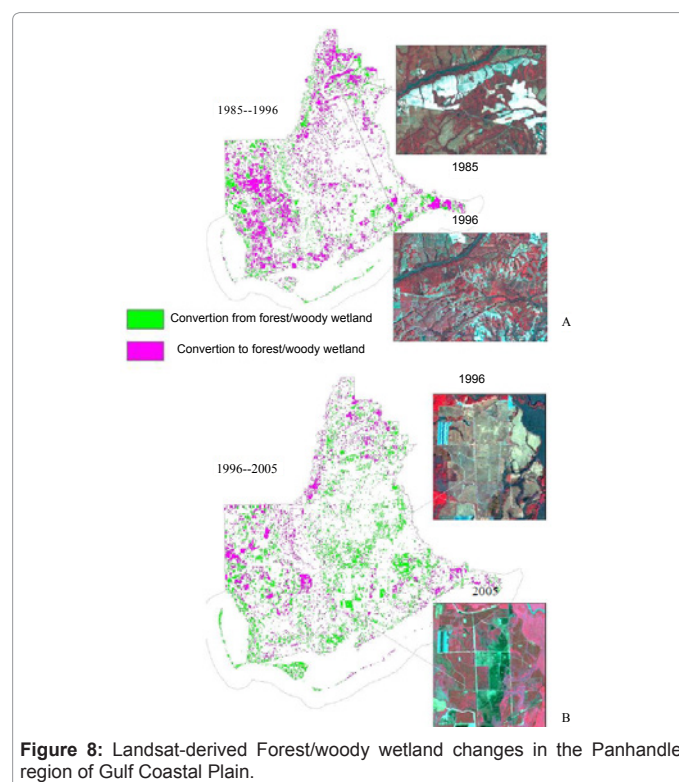 1985--1996
1985
1996
Convertion from forest/woody wetland
Convertion to forest/woody wetland
A
1996
1996--2005
2005
B
Figure 8: Landsat-derived Forest/woody wetland changes in the Panhandle
region of Gulf Coastal Plain.